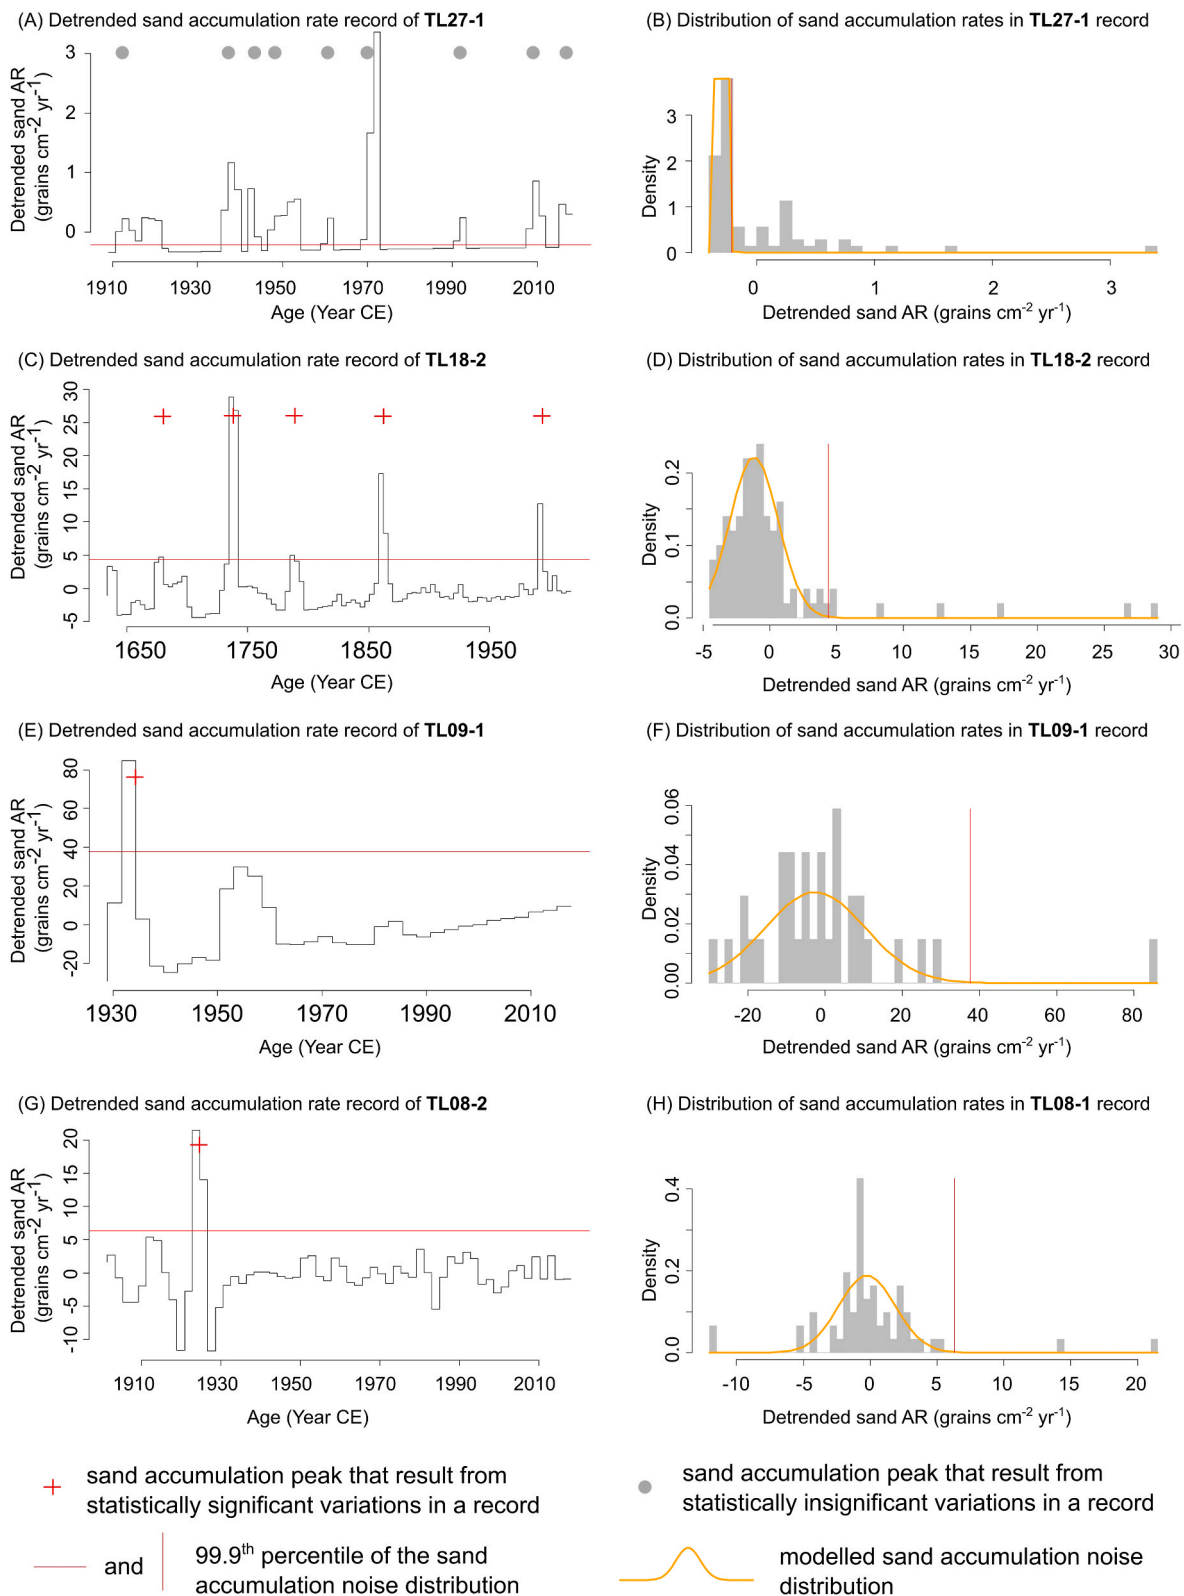 (A) Detrended sand accumulation rate record of TL27-1
Detrended sand AR
(grains cm-2 yr-1)
3
2
1
0
1910 1930 1950 1970 1990 2010
Age (Year CE)
(B) Distribution of sand accumulation rates in TL27-1 record
Density
3
2
1
0
0 1 2 3
Detrended sand AR (grains cm-2 yr-1)
(C) Detrended sand accumulation rate record of TL18-2
Detrended sand AR
(grains cm-2 yr-1)
30
25
20
15
10
5
0
-5
1650 1750 1850 1950
Age (Year CE)
(D) Distribution of sand accumulation rates in TL18-2 record
Density
0.2
0.1
0.0
-5 0 5 10 15 20 25 30
Detrended sand AR (grains cm-2 yr-1)
(E) Detrended sand accumulation rate record of TL09-1
Detrended sand AR
(grains cm-2 yr-1)
80
60
40
20
0
-20
1930 1950 1970 1990 2010
Age (Year CE)
(F) Distribution of sand accumulation rates in TL09-1 record
Density
0.06
0.04
0.02
0.00
-20 0 20 40 60 80
Detrended sand AR (grains cm-2 yr-1)
(G) Detrended sand accumulation rate record of TL08-2
Detrended sand AR
(grains cm-2 yr-1)
20
15
10
5
0
-5
-10
1910 1930 1950 1970 1990 2010
Age (Year CE)
(H) Distribution of sand accumulation rates in TL08-1 record
Density
0.4
0.2
0.0
-10 -5 0 5 10 15 20
Detrended sand AR (grains cm-2 yr-1)
sand accumulation peak that result from
statistically significant variations in a record
sand accumulation peak that result from
statistically insignificant variations in a record
and
99.9th percentile of the sand
accumulation noise distribution
modelled sand accumulation noise
distribution